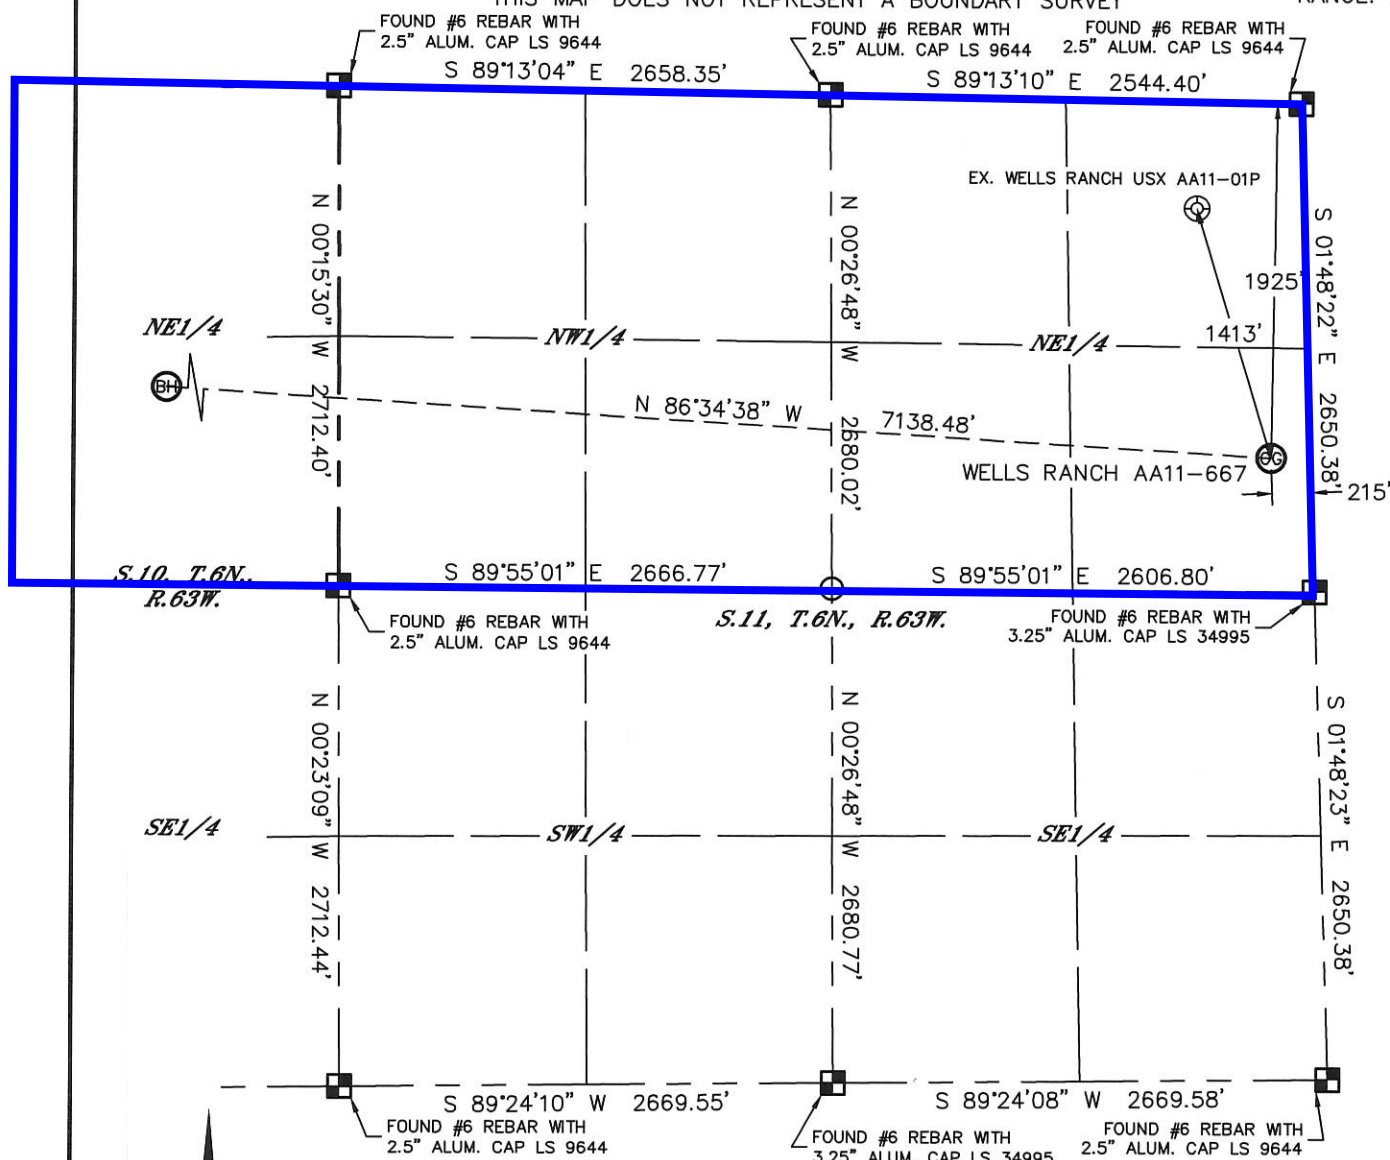 THIS MAP DOES NOT REPRESENT A BOUNDARY SURVEY
RANGE:
FOUND #6 REBAR WITH
2.5" ALUM. CAP LS 9644
FOUND #6 REBAR WITH
2.5" ALUM. CAP LS 9644
FOUND #6 REBAR WITH
2.5" ALUM. CAP LS 9644
S 89°13'04" E 2658.35'
S 89°13'10" E 2544.40'
EX. WELLS RANCH USX AA11-01P
N 00°15'30" W 2712.40'
N 00°26'48" W 2680.02'
S 01°48'22" E 2650.38'
1925'
1413'
NE1/4
NW1/4
NE1/4
BH
N 86°34'38" W 7138.48'
OG
WELLS RANCH AA11-667
215'
S.10, T.6N.,
R.63W.
S 89°55'01" E 2666.77'
S 89°55'01" E 2606.80'
S.11, T.6N., R.63W.
FOUND #6 REBAR WITH
2.5" ALUM. CAP LS 9644
FOUND #6 REBAR WITH
3.25" ALUM. CAP LS 34995
N 00°23'09" W 2712.44'
N 00°26'48" W 2680.77'
S 01°48'23" E 2650.38'
SE1/4
SW1/4
SE1/4
S 89°24'10" W 2669.55'
S 89°24'08" W 2669.58'
FOUND #6 REBAR WITH
2.5" ALUM. CAP LS 9644
FOUND #6 REBAR WITH
3.25" ALUM. CAP LS 34995
FOUND #6 REBAR WITH
2.5" ALUM. CAP LS 9644